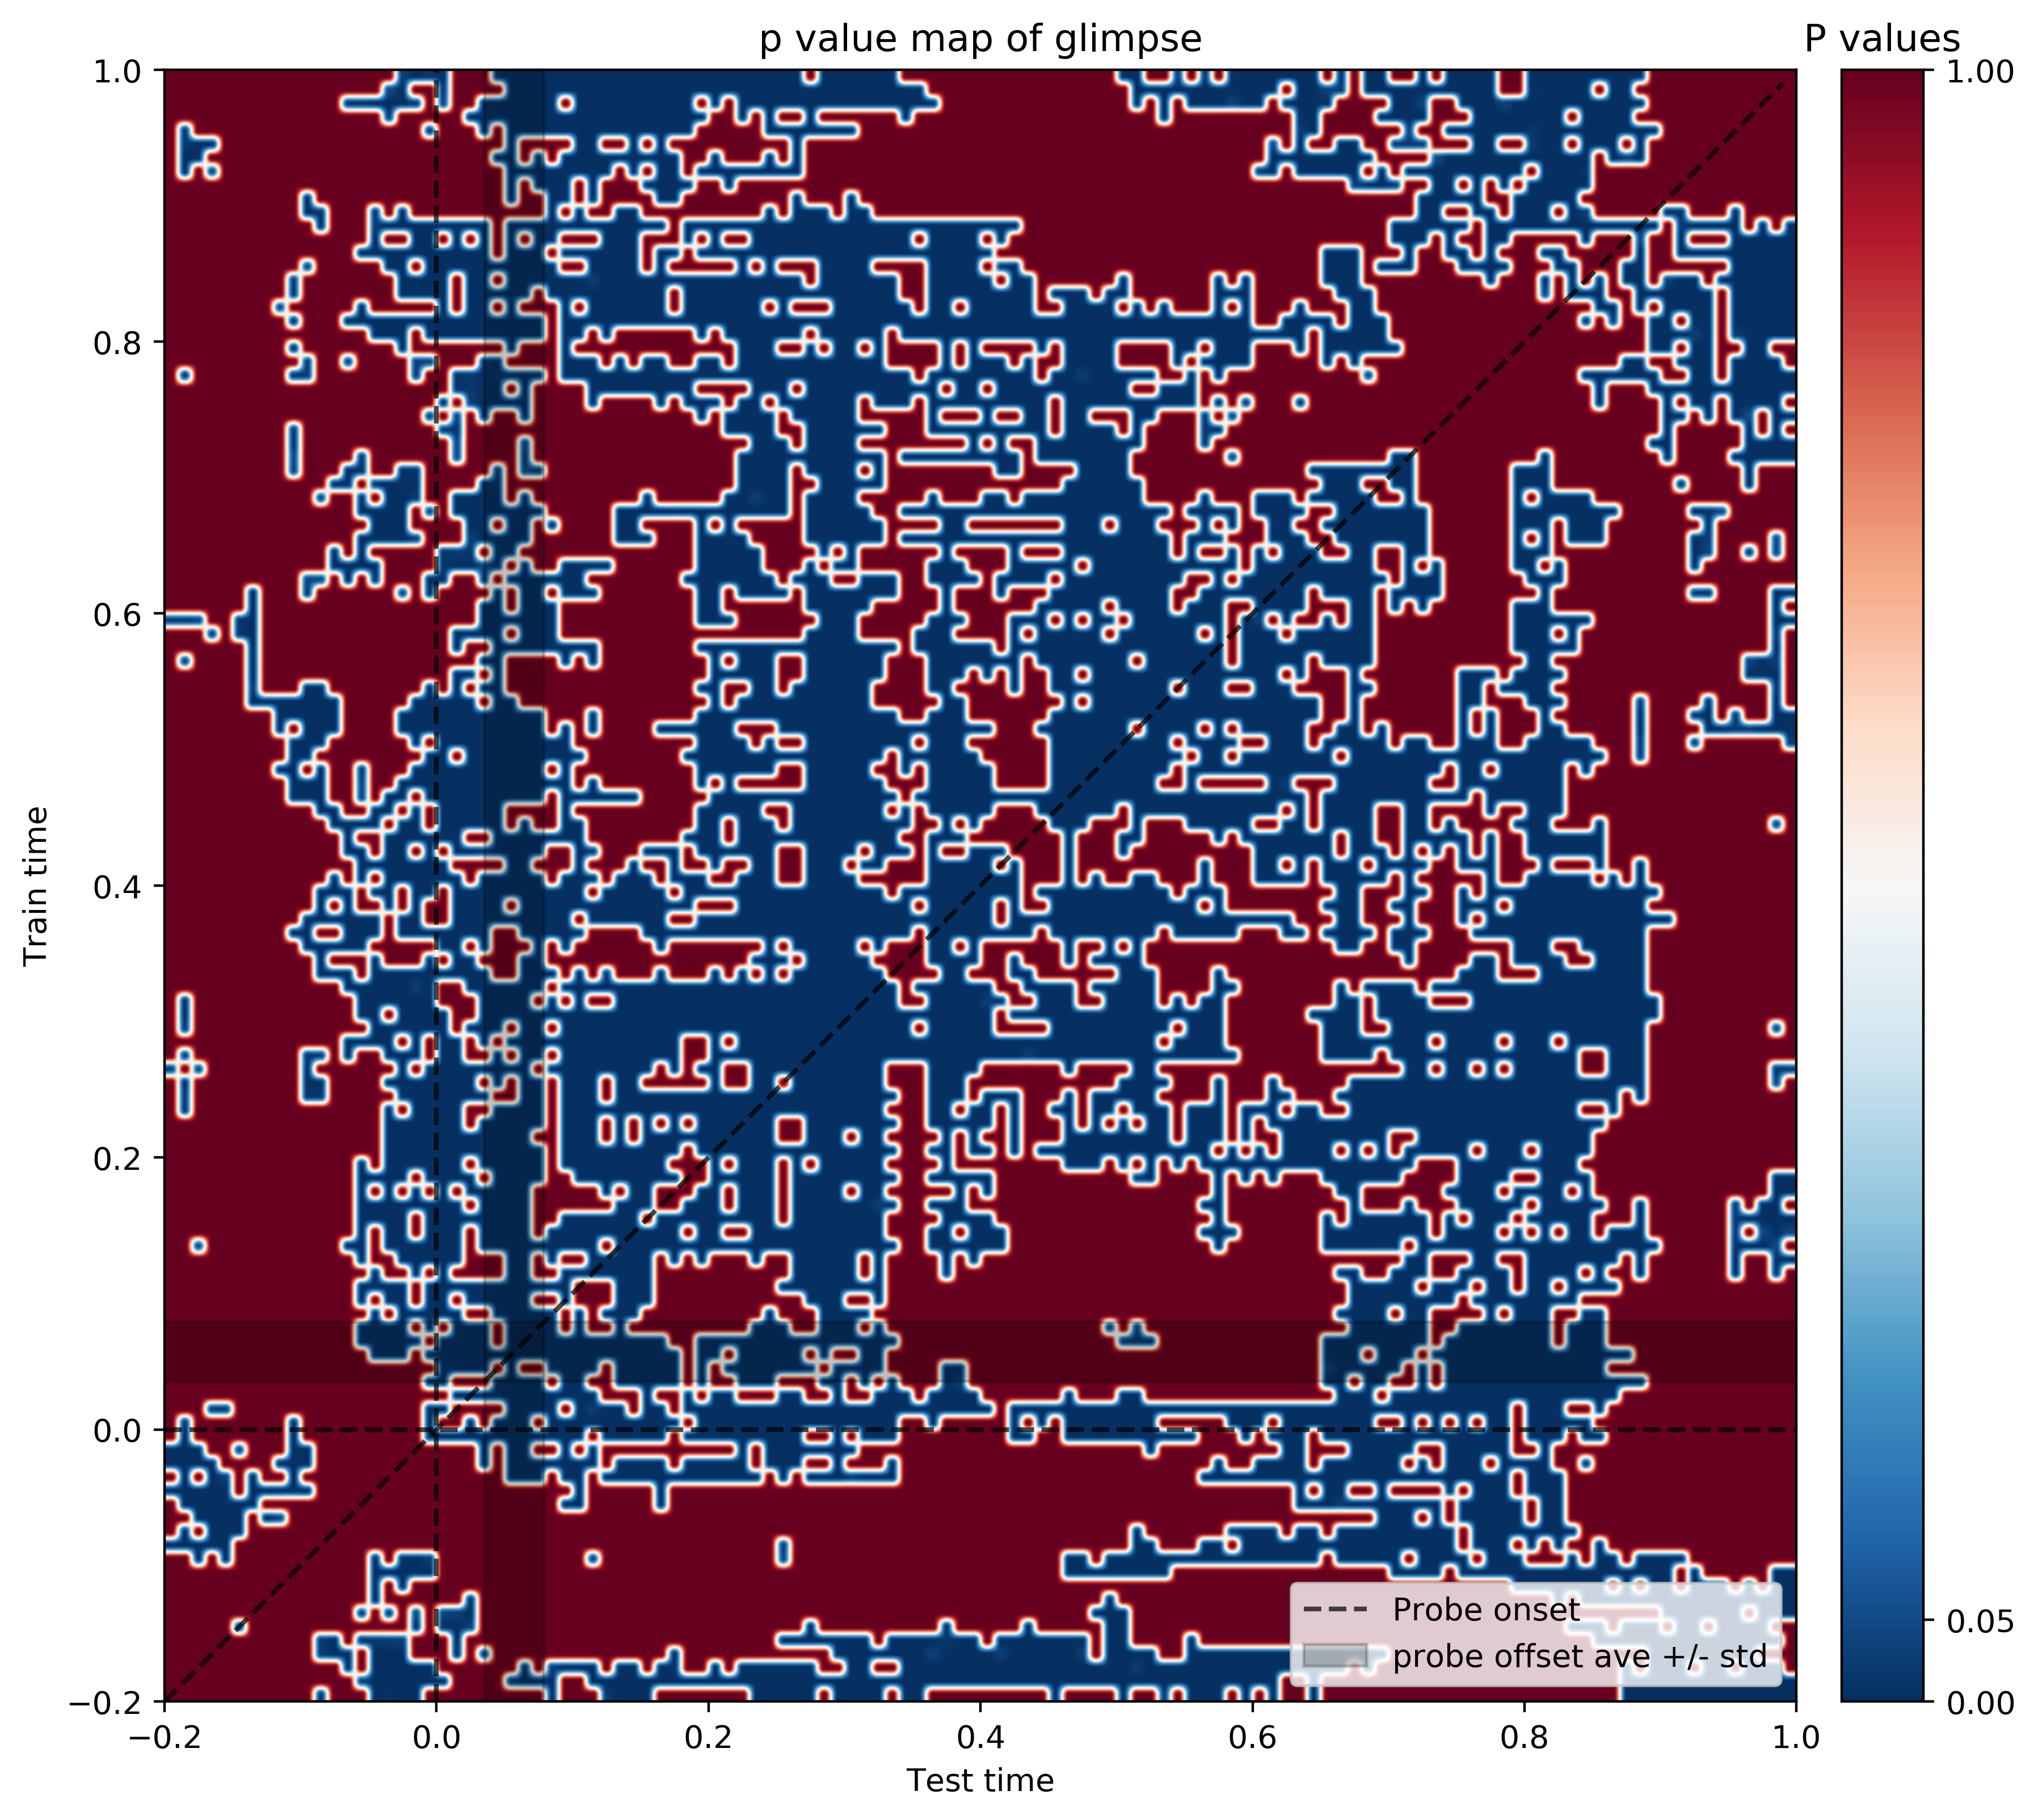 p value map of glimpse
P values
1.0
0.8
0.6
0.4
0.2
0.0
−0.2
Train time
−0.2
0.0
0.2
0.4
0.6
0.8
1.0
Test time
Probe onset
probe offset ave +/- std
1.00
0.05
0.00